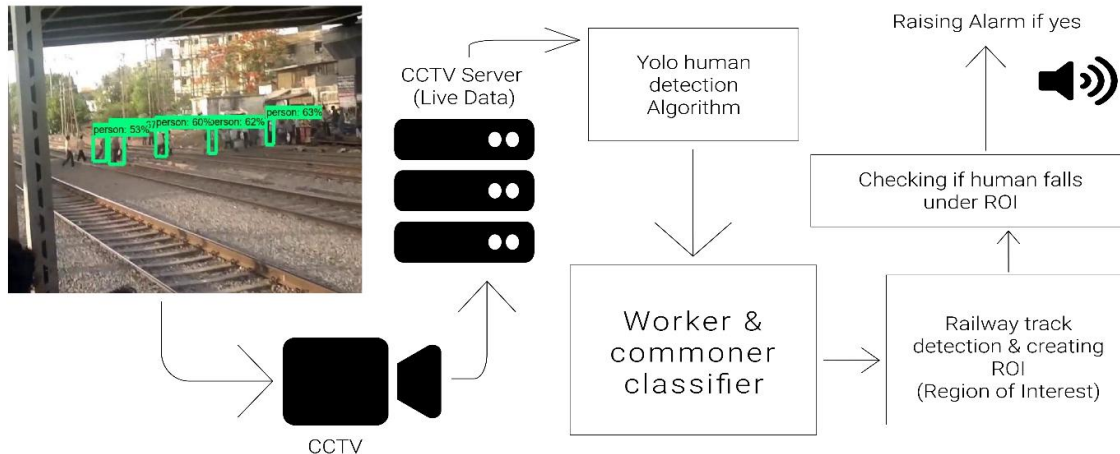 person: 53%
person: 60%
person: 62%
person: 63%
CCTV Server
(Live Data)
Yolo human
detection
Algorithm
Raising Alarm if yes
Checking if human falls
under ROI
Worker &
commoner
classifier
Railway track
detection & creating
ROI
(Region of Interest)
CCTV